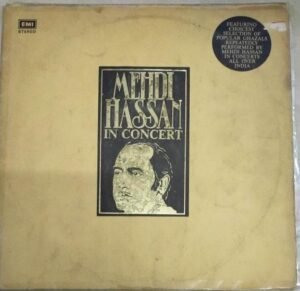 EMI
STEREO
FEATURING
CHOICEST
SELECTION OF
POPULAR GHAZALS
REPEATEDLY
PERFORMED BY
MEHDI HASSAN
IN CONCERTS
ALL OVER
INDIA
MEHDI
HASSAN
IN CONCERT